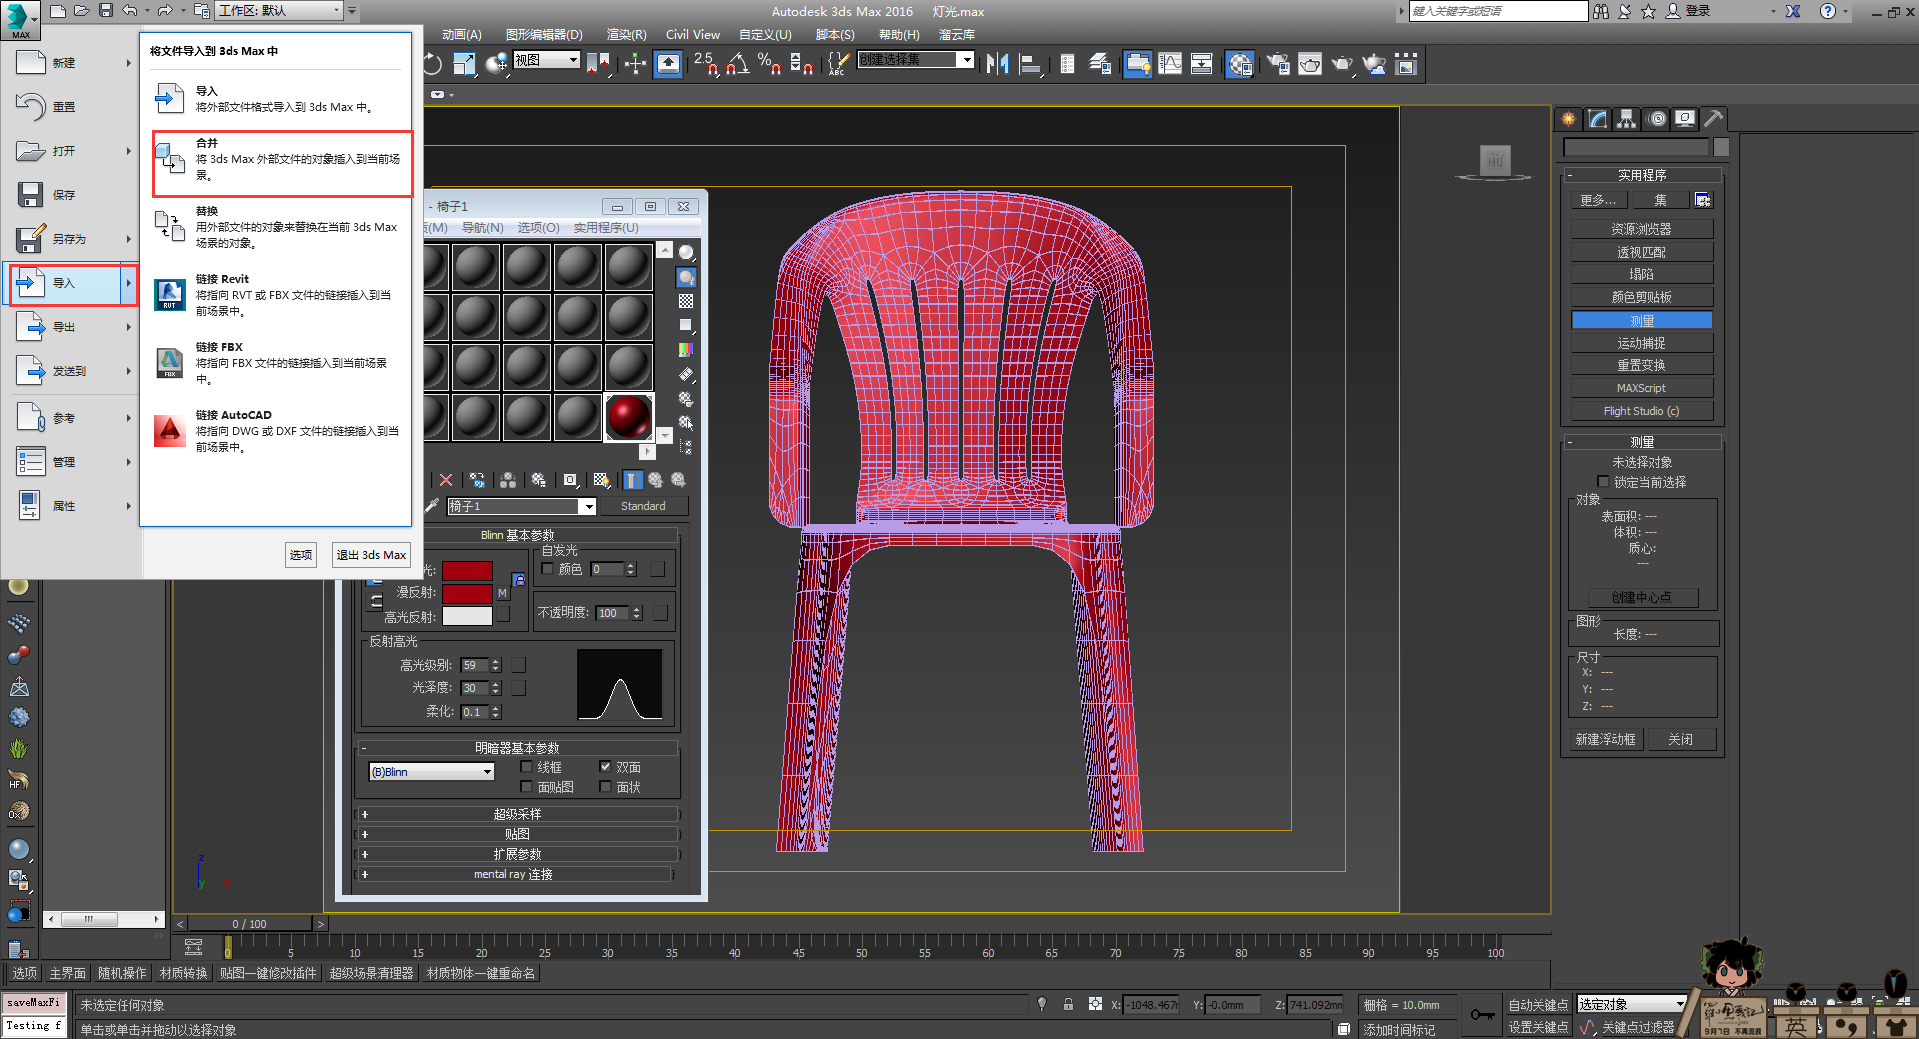 工作区: 默认
Autodesk 3ds Max 2016 灯光.max
键入关键字或短语
登录
MAX
动画(A) 图形编辑器(D) 渲染(R) Civil View 自定义(U) 脚本(S) 帮助(H) 溜云库
视图
2.5
%
ABC
创建选择集
新建
重置
打开
保存
另存为
导入
导出
发送到
参考
管理
属性
将文件导入到 3ds Max 中
导入
将外部文件格式导入到 3ds Max 中。
合并
将 3ds Max 外部文件的对象插入到当前场
景。
替换
用外部文件的对象来替换在当前 3ds Max
场景的对象。
RVT
链接 Revit
将指向 RVT 或 FBX 文件的链接插入到当
前场景中。
FBX
链接 FBX
将指向 FBX 文件的链接插入到当前场景
中。
链接 AutoCAD
将指向 DWG 或 DXF 文件的链接插入到当
前场景中。
选项
退出 3ds Max
- 椅子1
(M) 导航(N) 选项(O) 实用程序(U)
椅子1
Standard
Blinn 基本参数
自发光
颜色 0
光:
漫反射: M
高光反射:
不透明度: 100
反射高光
高光级别: 59
光泽度: 30
柔化: 0.1
- 明暗器基本参数
(B)Blinn
线框 双面
面贴图 面状
+ 超级采样
+ 贴图
+ 扩展参数
+ mental ray 连接
前
z
y x
HF
OX
- 实用程序
更多...
集
资源浏览器
透视匹配
塌陷
颜色剪贴板
测量
运动捕捉
重置变换
MAXScript
Flight Studio (c)
- 测量
未选择对象
锁定当前选择
对象
表面积: ---
体积: ---
质心:
---
创建中心点
图形
长度: ---
尺寸
X: ---
Y: ---
Z: ---
新建浮动框
关闭
< 0 / 100 >
0 5 10 15 20 25 30 35 40 45 50 55 60 65 70 75 80 85 90 95 100
选项 主界面 随机操作 材质转换 贴图一键修改插件 超级场景清理器 材质物体一键重命名
saveMaxFi
Testing f
未选定任何对象
单击或单击并拖动以选择对象
X: -1048.467m
Y: -0.0mm
Z: 741.092mm
栅格 = 10.0mm
添加时间标记
自动关键点
选定对象
设置关键点
关键点过滤器
罗小黑战记
9月7日 不再流浪
英